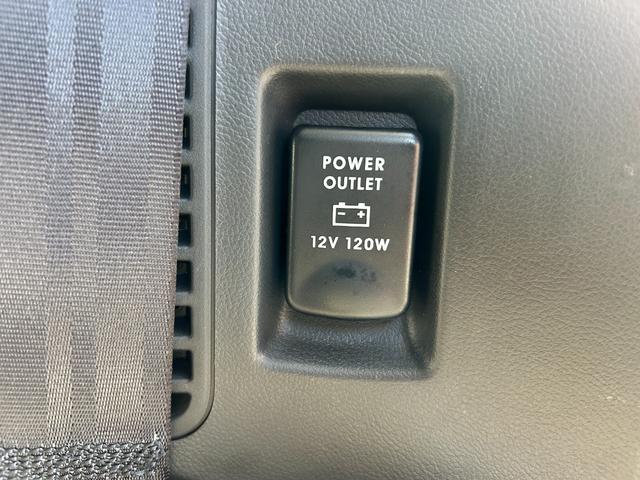 POWER
OUTLET
- +
12V 120W